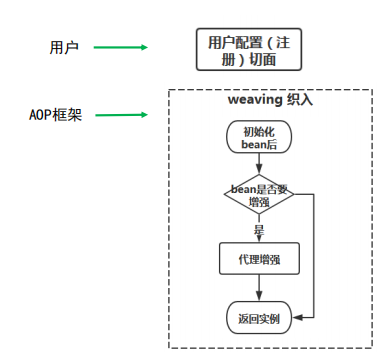 用户
用户配置（注
册）切面
AOP框架
weaving 织入
初始化
bean后
bean是否要
增强
是
代理增强
返回实例